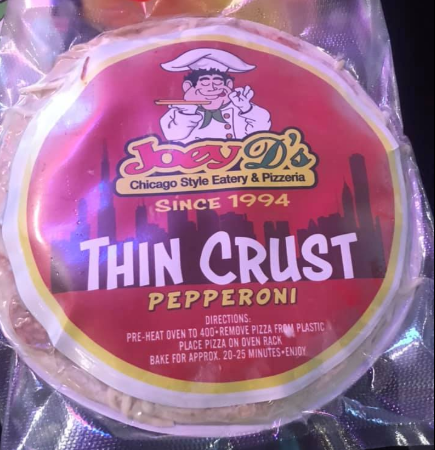 Joey D's
Chicago Style Eatery & Pizzeria
SINCE 1994
THIN CRUST
PEPPERONI
DIRECTIONS:
PRE-HEAT OVEN TO 400•REMOVE PIZZA FROM PLASTIC
PLACE PIZZA ON OVEN RACK
BAKE FOR APPROX. 20-25 MINUTES•ENJOY